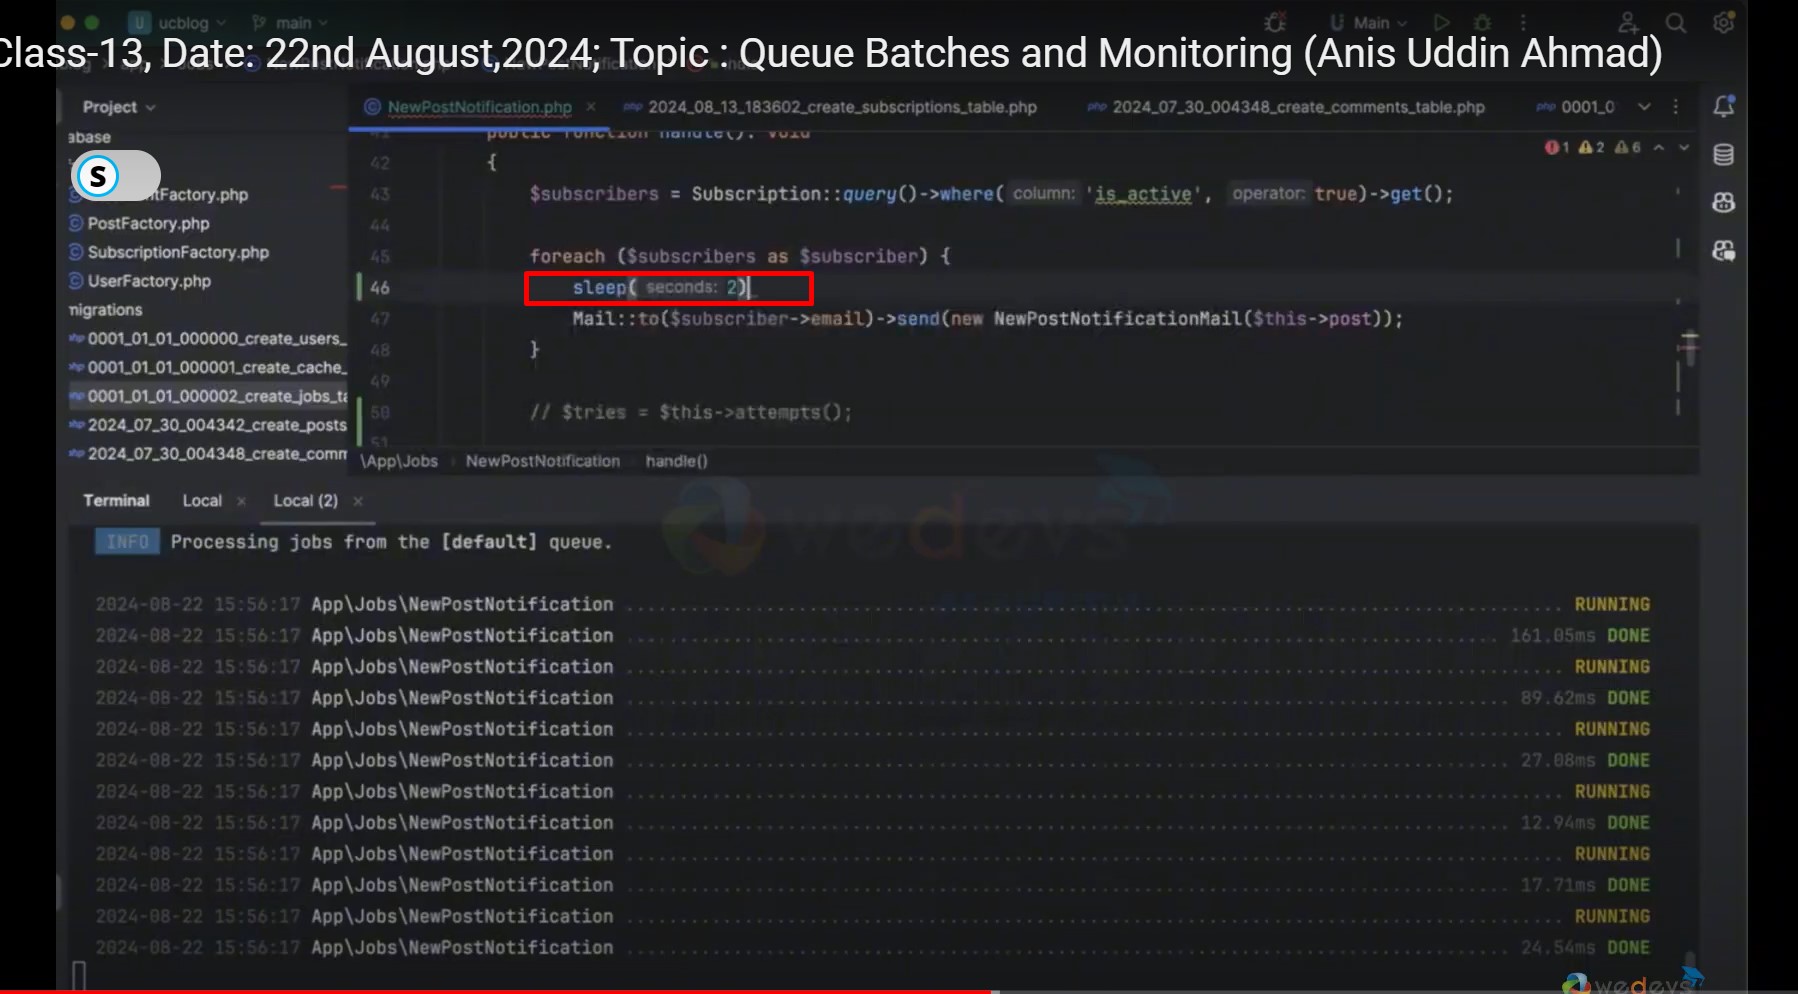 ucblog
main
Main
Class-13, Date: 22nd August,2024; Topic : Queue Batches and Monitoring (Anis Uddin Ahmad)
Project
NewPostNotification.php
php 2024_08_13_183602_create_subscriptions_table.php
php 2024_07_30_004348_create_comments_table.php
php 0001_0
abase
S
ntFactory.php
PostFactory.php
SubscriptionFactory.php
UserFactory.php
migrations
php 0001_01_01_000000_create_users_
php 0001_01_01_000001_create_cache_
php 0001_01_01_000002_create_jobs_ta
php 2024_07_30_004342_create_posts
php 2024_07_30_004348_create_comm
1 2 6
41 public function handle(): void
42 {
43 $subscribers = Subscription::query()->where( column: 'is_active', operator: true)->get();
44
45 foreach ($subscribers as $subscriber) {
46 sleep( seconds: 2)
47 Mail::to($subscriber->email)->send(new NewPostNotificationMail($this->post));
48 }
49
50 // $tries = $this->attempts();
51
\App\Jobs NewPostNotification handle()
Terminal Local × Local (2) ×
wedevs
INFO Processing jobs from the [default] queue.
2024-08-22 15:56:17 App\Jobs\NewPostNotification RUNNING
2024-08-22 15:56:17 App\Jobs\NewPostNotification 161.05ms DONE
2024-08-22 15:56:17 App\Jobs\NewPostNotification RUNNING
2024-08-22 15:56:17 App\Jobs\NewPostNotification 89.62ms DONE
2024-08-22 15:56:17 App\Jobs\NewPostNotification RUNNING
2024-08-22 15:56:17 App\Jobs\NewPostNotification 27.08ms DONE
2024-08-22 15:56:17 App\Jobs\NewPostNotification RUNNING
2024-08-22 15:56:17 App\Jobs\NewPostNotification 12.94ms DONE
2024-08-22 15:56:17 App\Jobs\NewPostNotification RUNNING
2024-08-22 15:56:17 App\Jobs\NewPostNotification 17.71ms DONE
2024-08-22 15:56:17 App\Jobs\NewPostNotification RUNNING
2024-08-22 15:56:17 App\Jobs\NewPostNotification 24.54ms DONE
wedevs